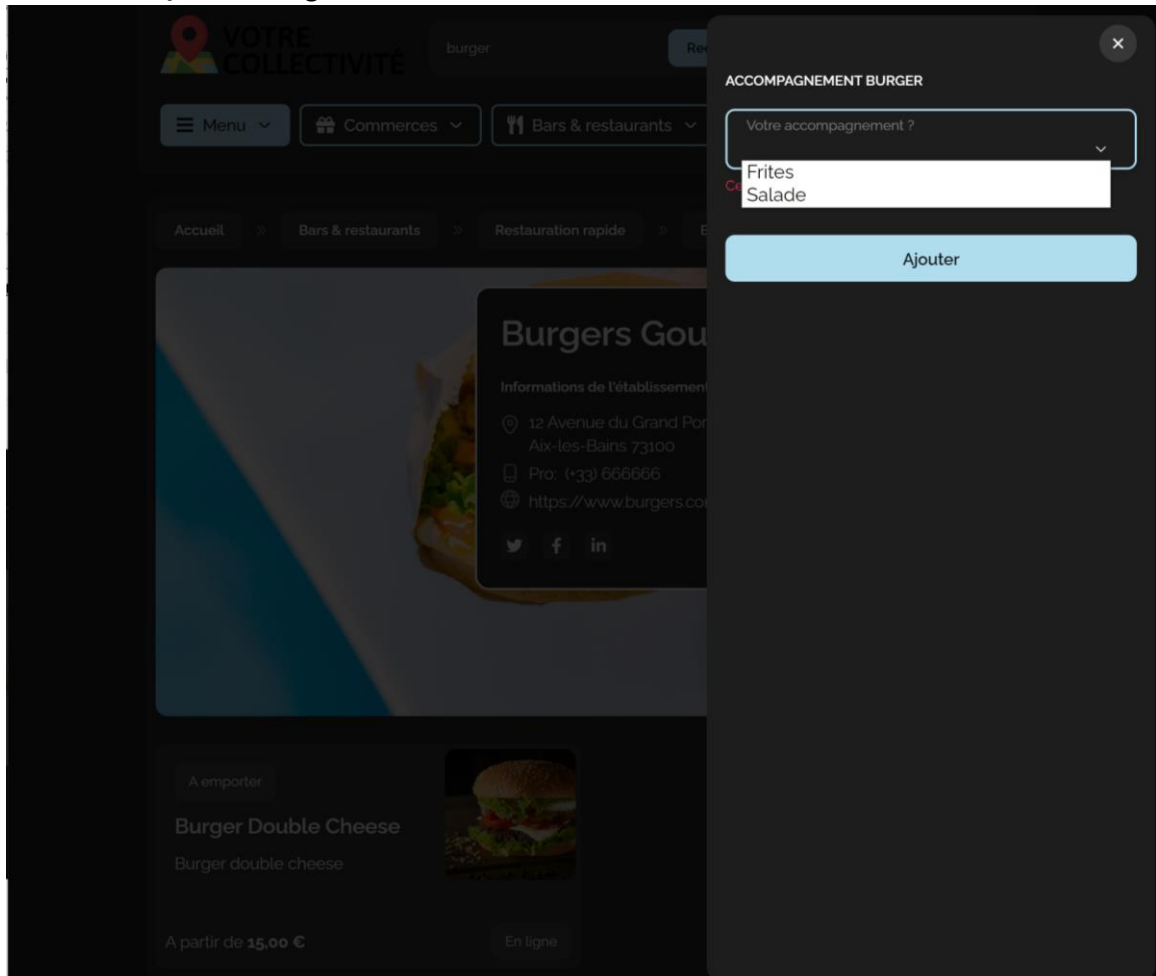 VOTRE
COLLECTIVITÉ
burger
Menu
Commerces
Bars & restaurants
Accueil
Bars & restaurants
Restauration rapide
Burgers
Informations de l'établissement
12 Avenue du Grand
Aix-les-Bains 73100
Pro: (+33) 666666
https://www.burgers.co
A emporter
Burger Double Cheese
Burger double cheese
A partir de 15,00 €
En ligne
ACCOMPAGNEMENT BURGER
Votre accompagnement ?
Frites
Salade
Ajouter